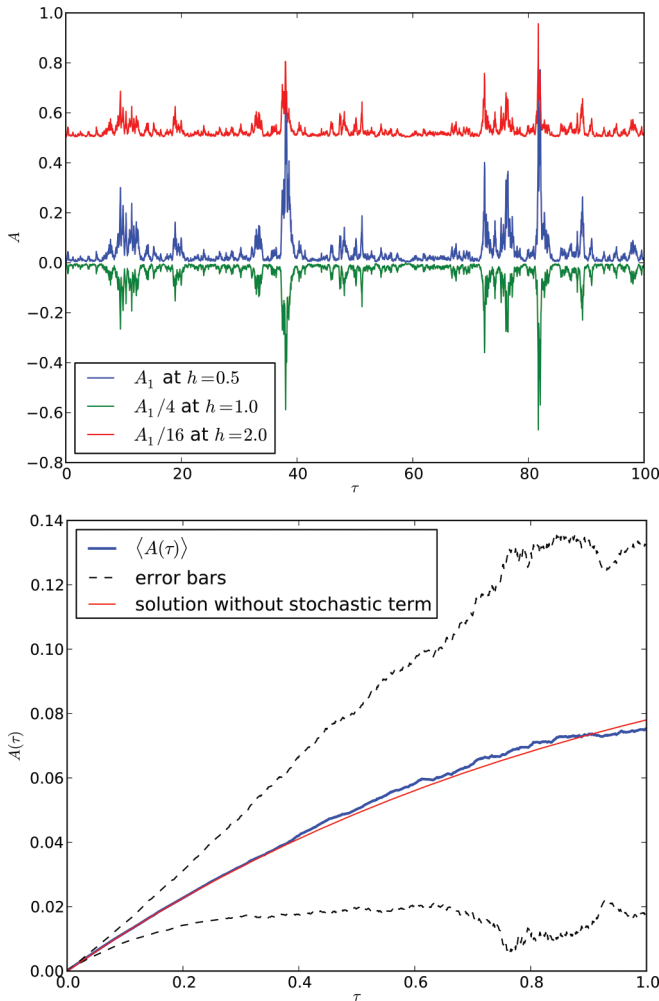 1.0
0.8
0.6
0.4
0.2
0.0
−0.2
−0.4
−0.6
−0.8
A
A₁ at h=0.5
A₁/4 at h=1.0
A₁/16 at h=2.0
0 20 40 60 80 100
τ
0.14
0.12
0.10
0.08
0.06
0.04
0.02
0.00
A(τ)
⟨A(τ)⟩
error bars
solution without stochastic term
0.0 0.2 0.4 0.6 0.8 1.0
τ